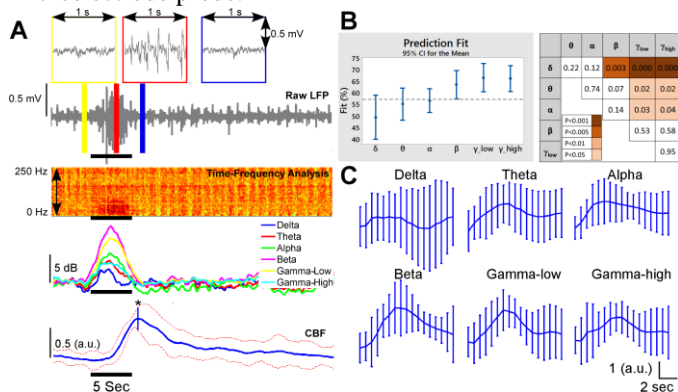 A
1 s
1 s
1 s
0.5 mV
0.5 mV
Raw LFP
250 Hz
Time-Frequency Analysis
0 Hz
Delta
Theta
Alpha
Beta
Gamma-Low
Gamma-High
5 dB
*
CBF
0.5 (a.u.)
5 Sec
B
Prediction Fit
95% CI for the Mean
Fit (%)
75
70
65
60
55
50
45
40
δ θ α β γ_low γ_high
θ α β γlow γhigh
δ 0.22 0.12 0.003 0.000 0.000
θ 0.74 0.07 0.02 0.02
α 0.14 0.03 0.04
β 0.53 0.58
γlow 0.95
P<0.001
P<0.005
P<0.01
P<0.05
C
Delta Theta Alpha
Beta Gamma-low Gamma-high
1 (a.u.)
2 sec